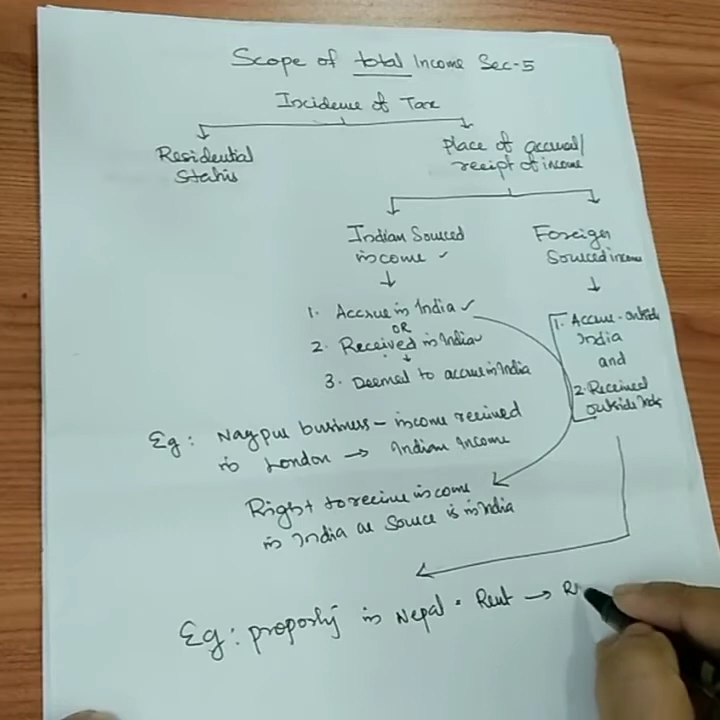 Scope of total Income Sec-5
Incidence of Tax
Residential
Status
Place of accrual/
receipt of income
Indian Sourced
income ✓
Foreign
Sourced income
1. Accrue in India ✓
OR
2. Received in India ✓
3. Deemed to accrue in India
1. Accrue - outside
India
and
2. Received
outside India
Eg: Nagpur business - income received
in London → Indian Income
Right to receive income
in India as Source is in India
Eg: property in Nepal - Rent → R